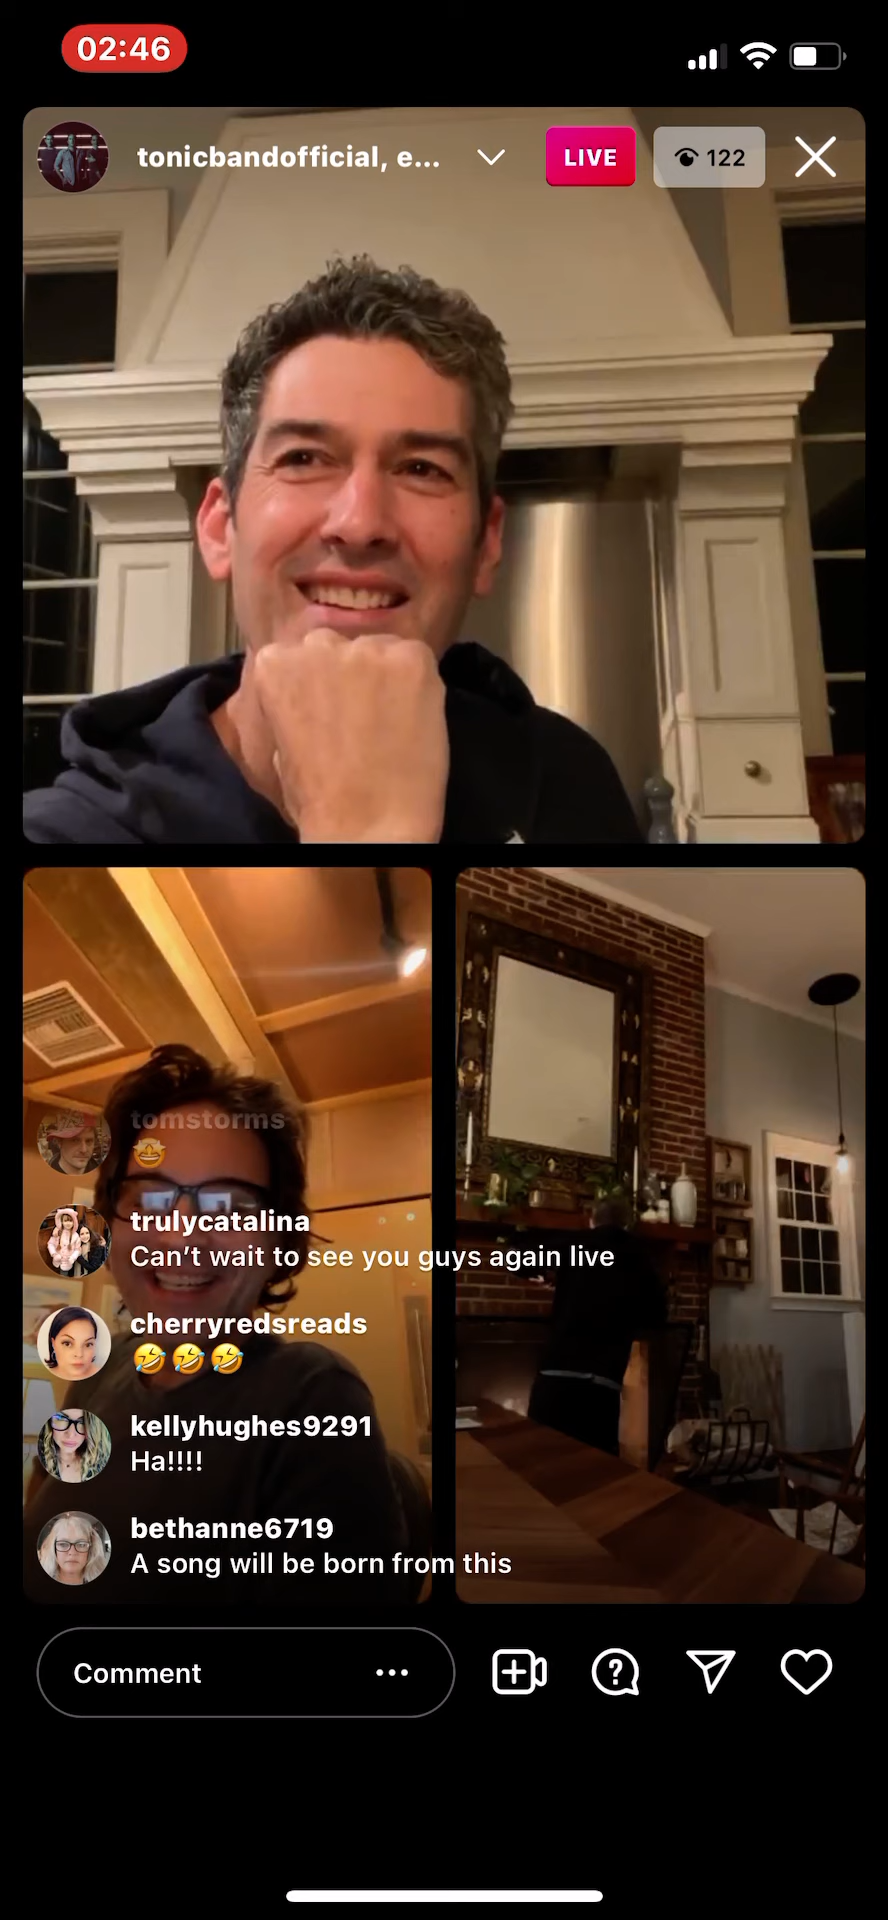 02:46
tonicbandofficial, e...
LIVE
122
tomstorms
🤩
trulycatalina
Can’t wait to see you guys again live
cherryredsreads
🤣🤣🤣
kellyhughes9291
Ha!!!!
bethanne6719
A song will be born from this
Comment